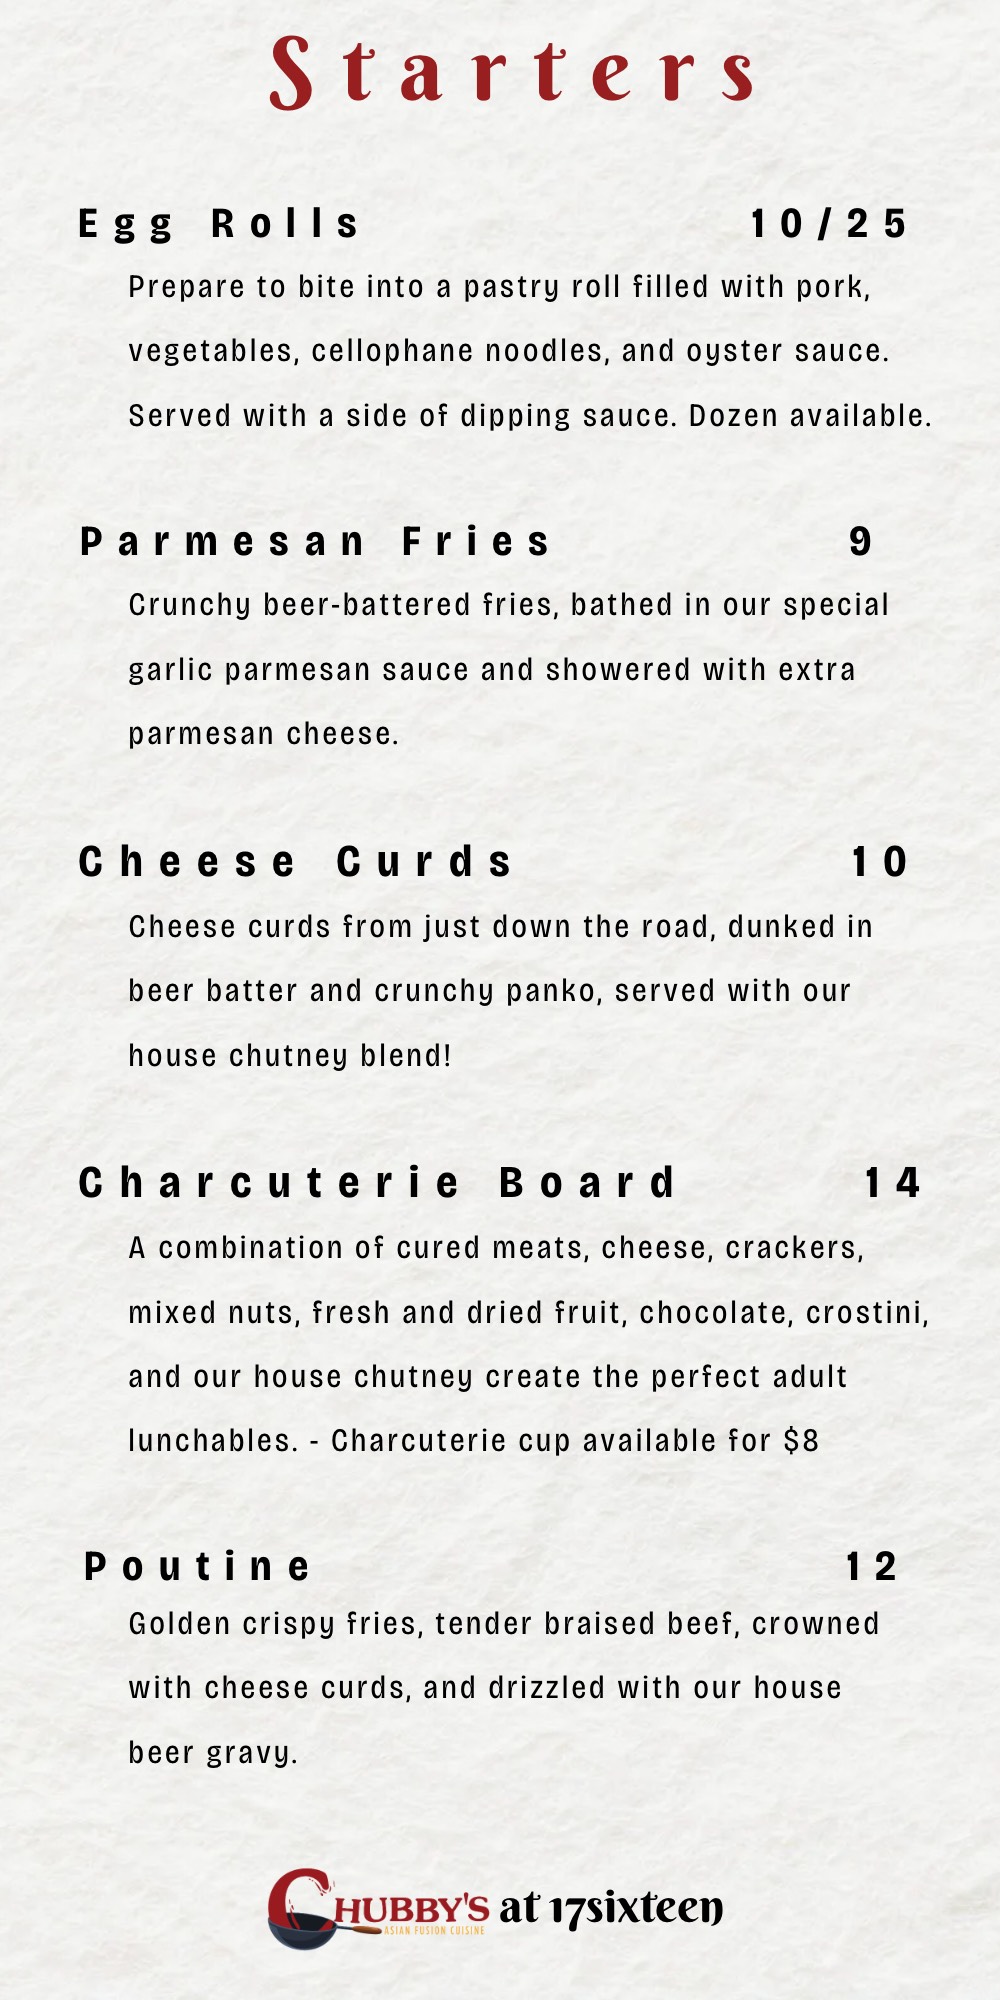 Starters
Egg Rolls 10/25
Prepare to bite into a pastry roll filled with pork,
vegetables, cellophane noodles, and oyster sauce.
Served with a side of dipping sauce. Dozen available.
Parmesan Fries 9
Crunchy beer-battered fries, bathed in our special
garlic parmesan sauce and showered with extra
parmesan cheese.
Cheese Curds 10
Cheese curds from just down the road, dunked in
beer batter and crunchy panko, served with our
house chutney blend!
Charcuterie Board 14
A combination of cured meats, cheese, crackers,
mixed nuts, fresh and dried fruit, chocolate, crostini,
and our house chutney create the perfect adult
lunchables. - Charcuterie cup available for $8
Poutine 12
Golden crispy fries, tender braised beef, crowned
with cheese curds, and drizzled with our house
beer gravy.
CHUBBY'S at 17sixteen
ASIAN FUSION CUISINE